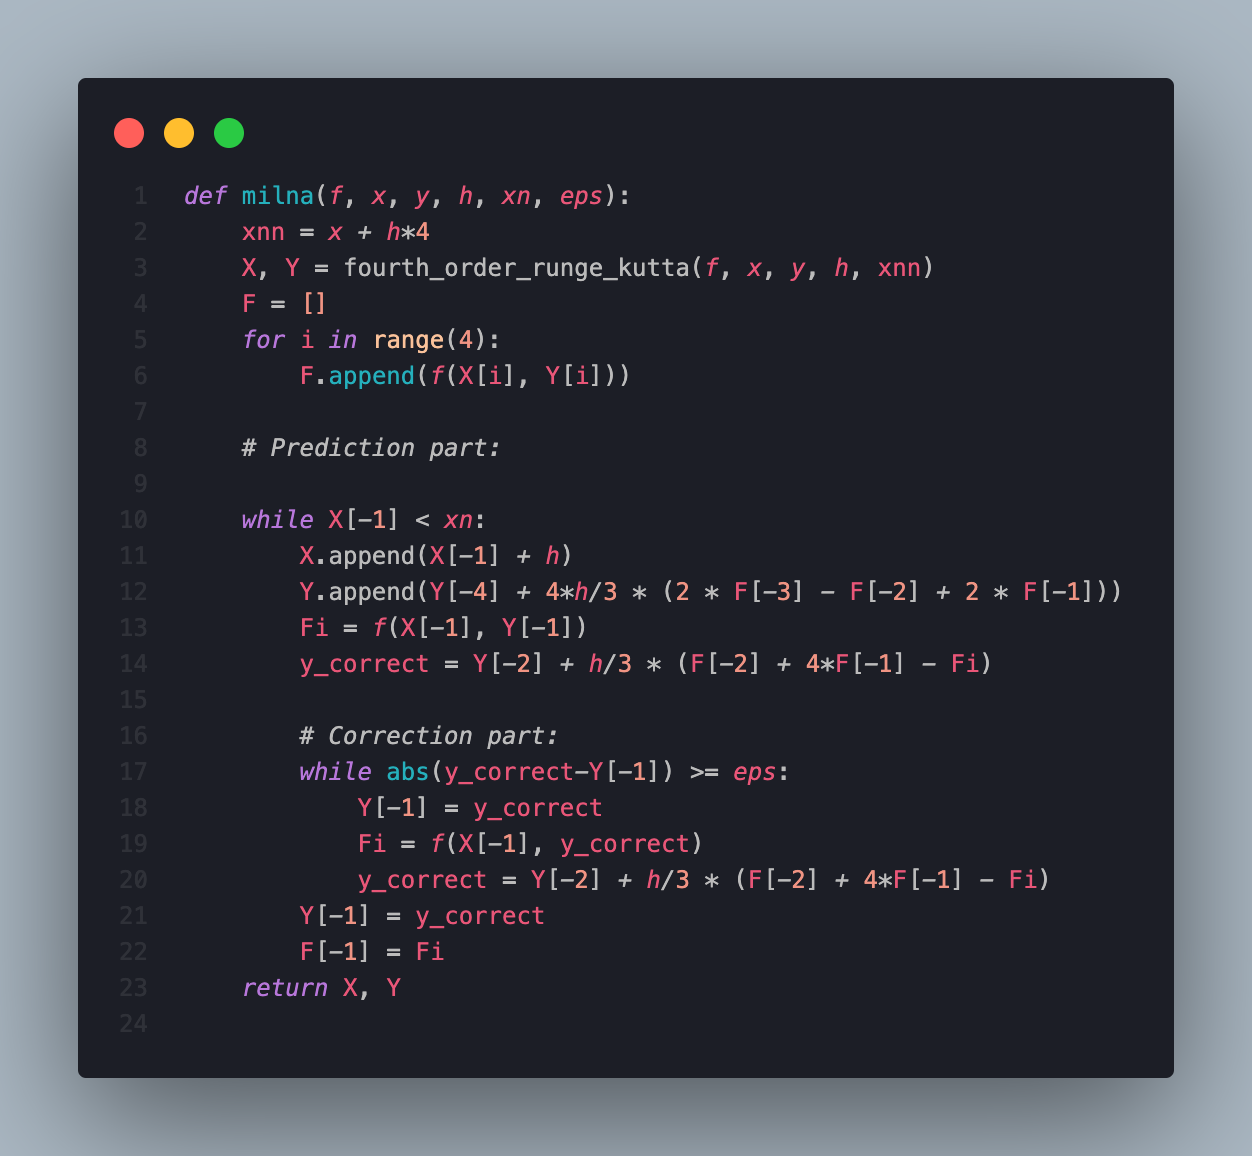 1 def milna(f, x, y, h, xn, eps):
2     xnn = x + h*4
3     X, Y = fourth_order_runge_kutta(f, x, y, h, xnn)
4     F = []
5     for i in range(4):
6         F.append(f(X[i], Y[i]))
7
8     # Prediction part:
9
10     while X[-1] < xn:
11         X.append(X[-1] + h)
12         Y.append(Y[-4] + 4*h/3 * (2 * F[-3] - F[-2] + 2 * F[-1]))
13         Fi = f(X[-1], Y[-1])
14         y_correct = Y[-2] + h/3 * (F[-2] + 4*F[-1] - Fi)
15
16         # Correction part:
17         while abs(y_correct-Y[-1]) >= eps:
18             Y[-1] = y_correct
19             Fi = f(X[-1], y_correct)
20             y_correct = Y[-2] + h/3 * (F[-2] + 4*F[-1] - Fi)
21         Y[-1] = y_correct
22         F[-1] = Fi
23     return X, Y
24